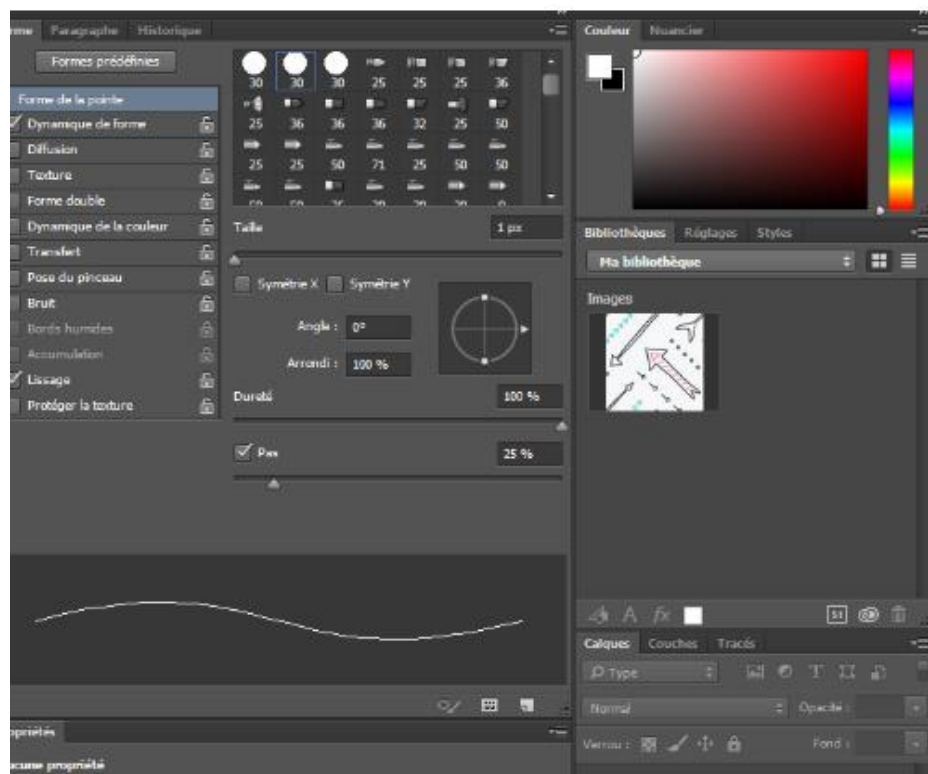 Paragraphe Historique
Formes prédéfinies
30 30 30 25 25 25 36
Forme de la pointe
Dynamique de forme
25 36 36 36 32 25 50
Diffusion
25 25 50 71 25 50 50
Texture
Forme double
Dynamique de la couleur
Taille 1 px
Transfert
Pose du pinceau
Symétrie X Symétrie Y
Bruit
Bords humides
Angle : 0°
Accumulation
Arrondi : 100 %
Lissage
Protéger la texture
Dureté 100 %
Pas 25 %
Couleur Nuancier
Bibliothèques Réglages Styles
Ma bibliothèque
Images
A fx St
Calques Couches Tracés
Type T
Normal Opacité :
Verrou : Fond :
opriétés
ucune propriété